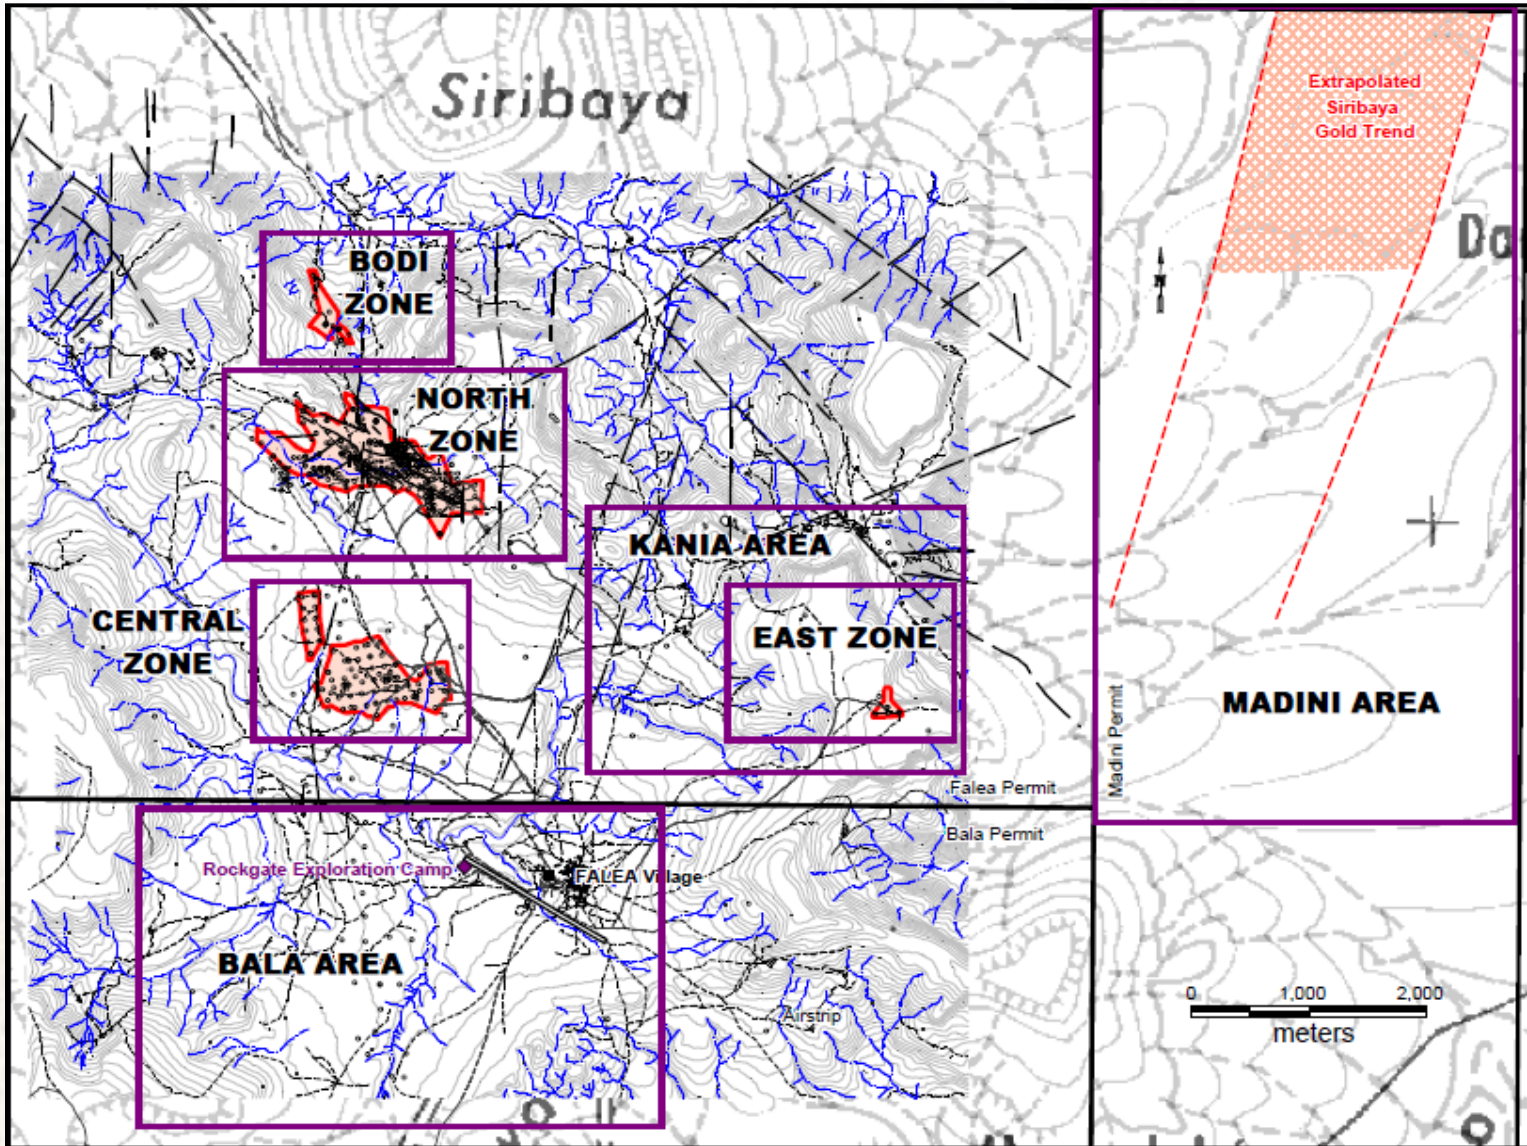 Siribaya
Extrapolated
Siribaya
Gold Trend
BODI
ZONE
N
NORTH
ZONE
KANIA AREA
CENTRAL
ZONE
EAST ZONE
MADINI AREA
Madini Permit
Falea Permit
Bala Permit
Rockgate Exploration Camp
FALEA Village
BALA AREA
Airstrip
0 1,000 2,000
meters